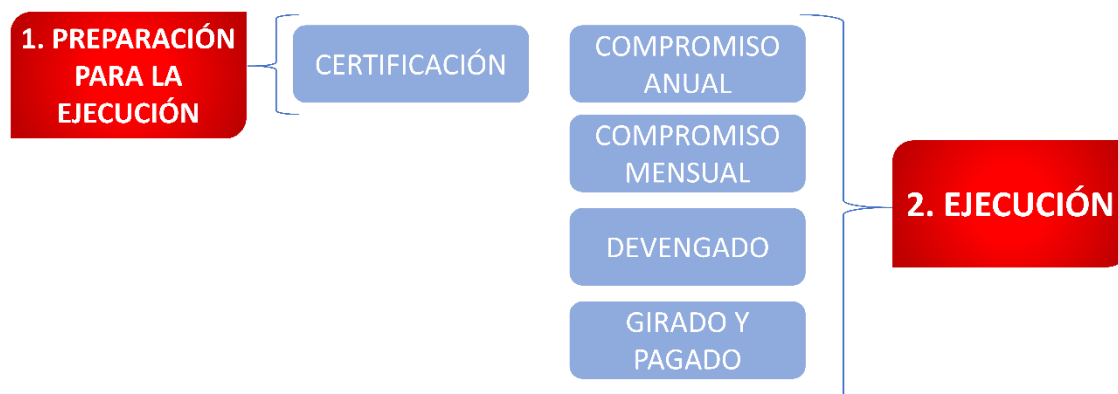 1. PREPARACIÓN
PARA LA
EJECUCIÓN
CERTIFICACIÓN
COMPROMISO
ANUAL
COMPROMISO
MENSUAL
DEVENGADO
GIRADO Y
PAGADO
2. EJECUCIÓN